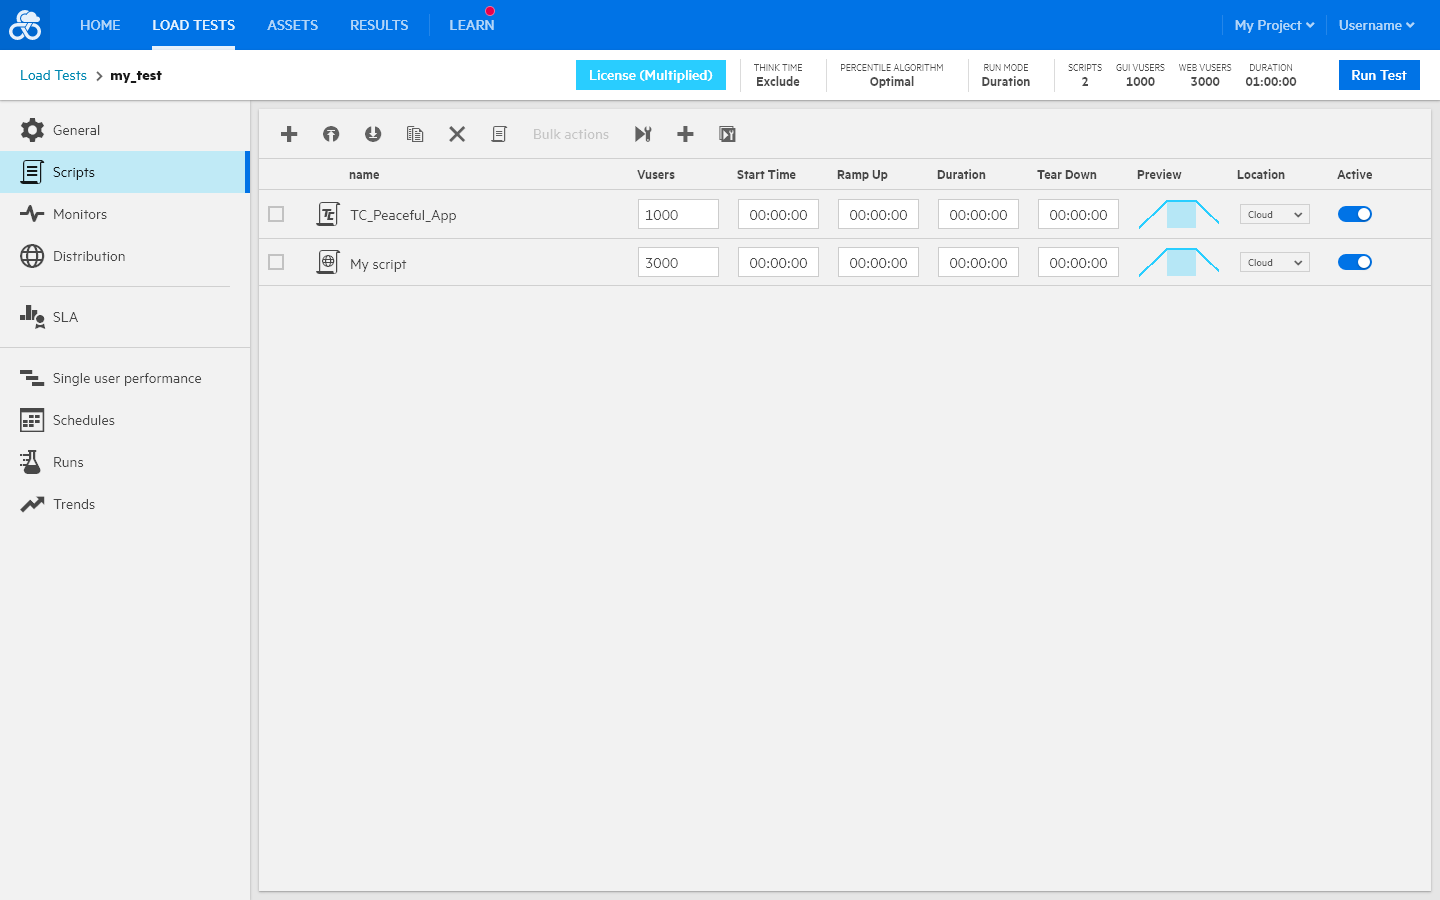 HOME LOAD TESTS ASSETS RESULTS LEARN My Project Username
Load Tests > my_test License (Multiplied) THINK TIME PERCENTILE ALGORITHM RUN MODE SCRIPTS GUI VUSERS WEB VUSERS DURATION Run Test
Exclude Optimal Duration 2 1000 3000 01:00:00
General
Scripts
Monitors
Distribution
SLA
Single user performance
Schedules
Runs
Trends
Bulk actions
name Vusers Start Time Ramp Up Duration Tear Down Preview Location Active
TC TC_Peaceful_App 1000 00:00:00 00:00:00 00:00:00 00:00:00 Cloud
My script 3000 00:00:00 00:00:00 00:00:00 00:00:00 Cloud